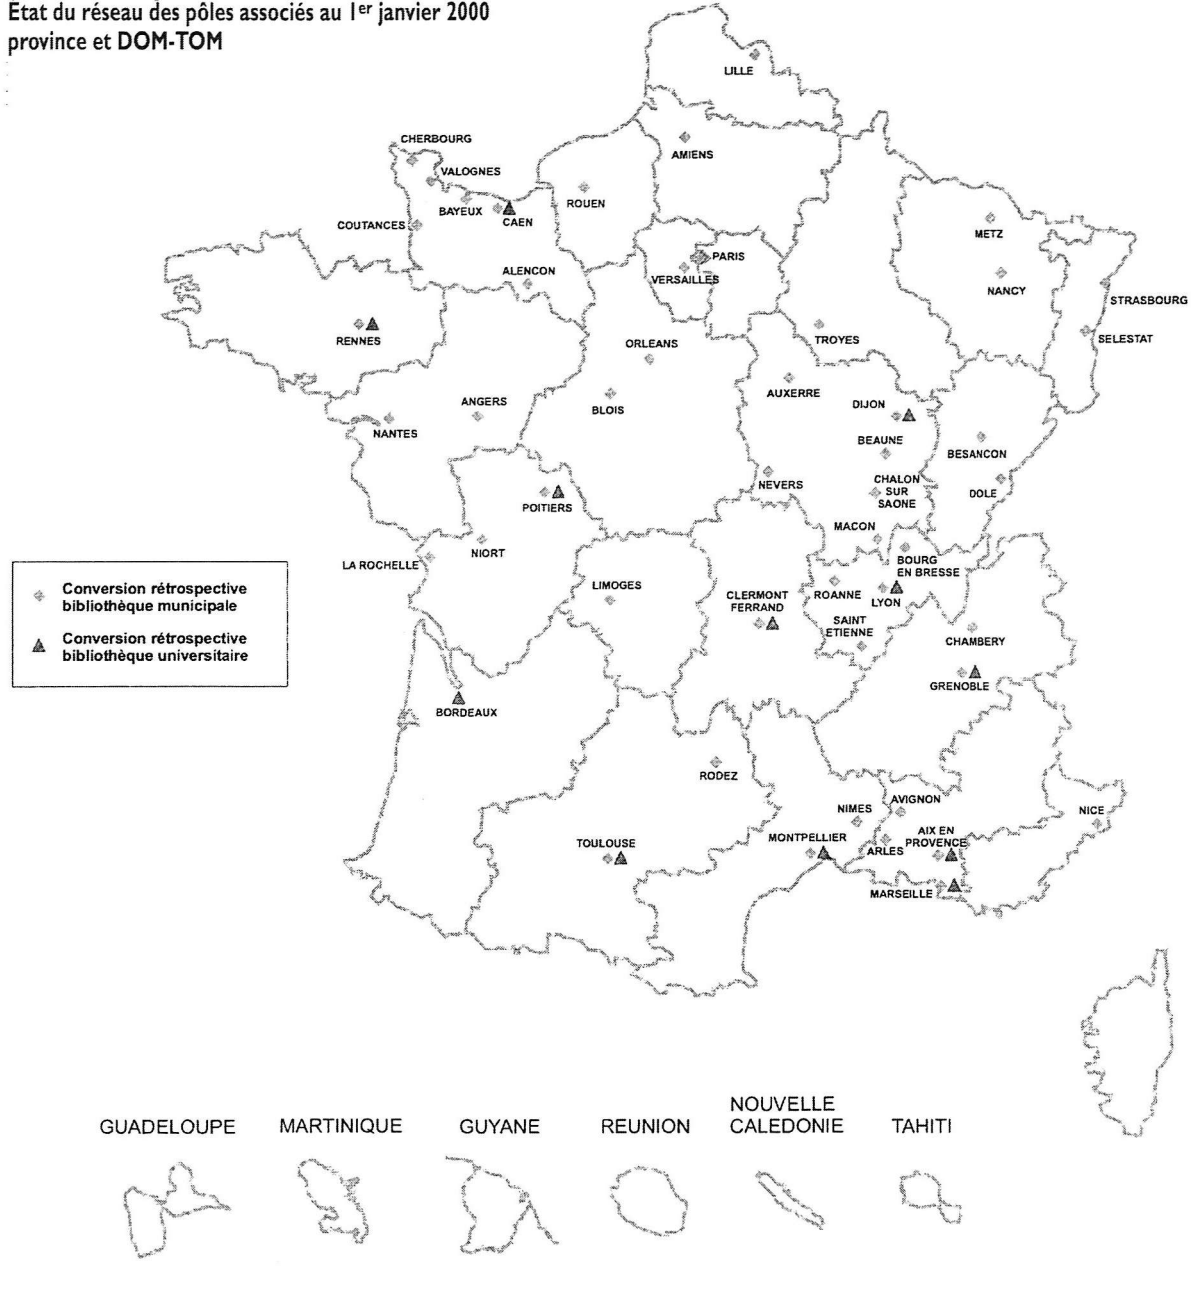 Etat du réseau des pôles associés au 1er janvier 2000
province et DOM-TOM
LILLE
AMIENS
CHERBOURG
VALOGNES
BAYEUX
CAEN
ROUEN
COUTANCES
METZ
PARIS
VERSAILLES
ALENCON
NANCY
STRASBOURG
RENNES
ORLEANS
TROYES
SELESTAT
AUXERRE
ANGERS
BLOIS
DIJON
NANTES
BEAUNE
BESANCON
NEVERS
CHALON
SUR
SAONE
DOLE
POITIERS
MACON
NIORT
LA ROCHELLE
BOURG
EN BRESSE
LIMOGES
CLERMONT
FERRAND
ROANNE
LYON
SAINT
ETIENNE
CHAMBERY
GRENOBLE
Conversion rétrospective
bibliothèque municipale
Conversion rétrospective
bibliothèque universitaire
BORDEAUX
RODEZ
NIMES
AVIGNON
NICE
TOULOUSE
MONTPELLIER
ARLES
AIX EN
PROVENCE
MARSEILLE
GUADELOUPE
MARTINIQUE
GUYANE
REUNION
NOUVELLE
CALEDONIE
TAHITI